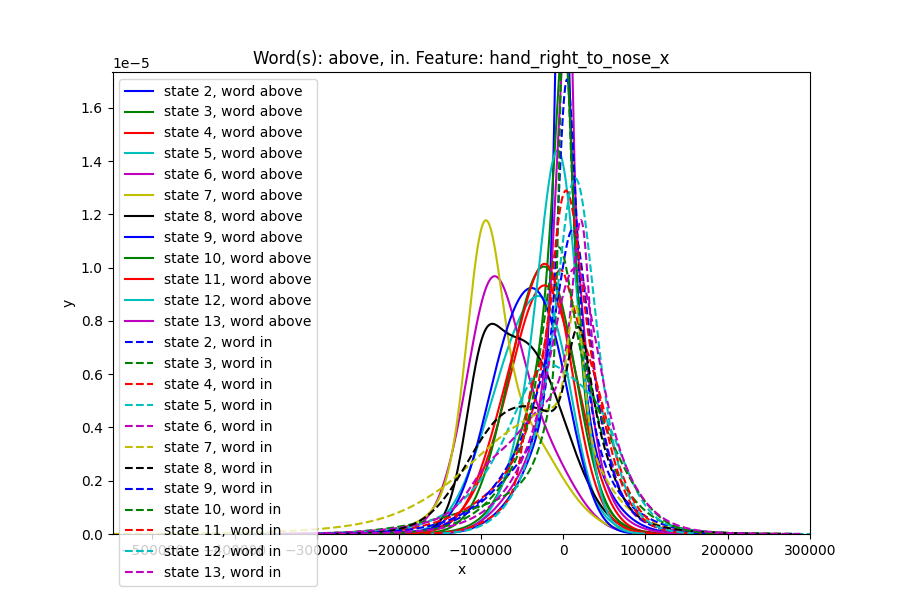 Word(s): above, in. Feature: hand_right_to_nose_x
1e−5
1.6
1.4
1.2
1.0
0.8
0.6
0.4
0.2
0.0
y
state 2, word above
state 3, word above
state 4, word above
state 5, word above
state 6, word above
state 7, word above
state 8, word above
state 9, word above
state 10, word above
state 11, word above
state 12, word above
state 13, word above
state 2, word in
state 3, word in
state 4, word in
state 5, word in
state 6, word in
state 7, word in
state 8, word in
state 9, word in
state 10, word in
state 11, word in
state 12, word in
state 13, word in
−500000 −400000 −300000 −200000 −100000 0 100000 200000 300000
x